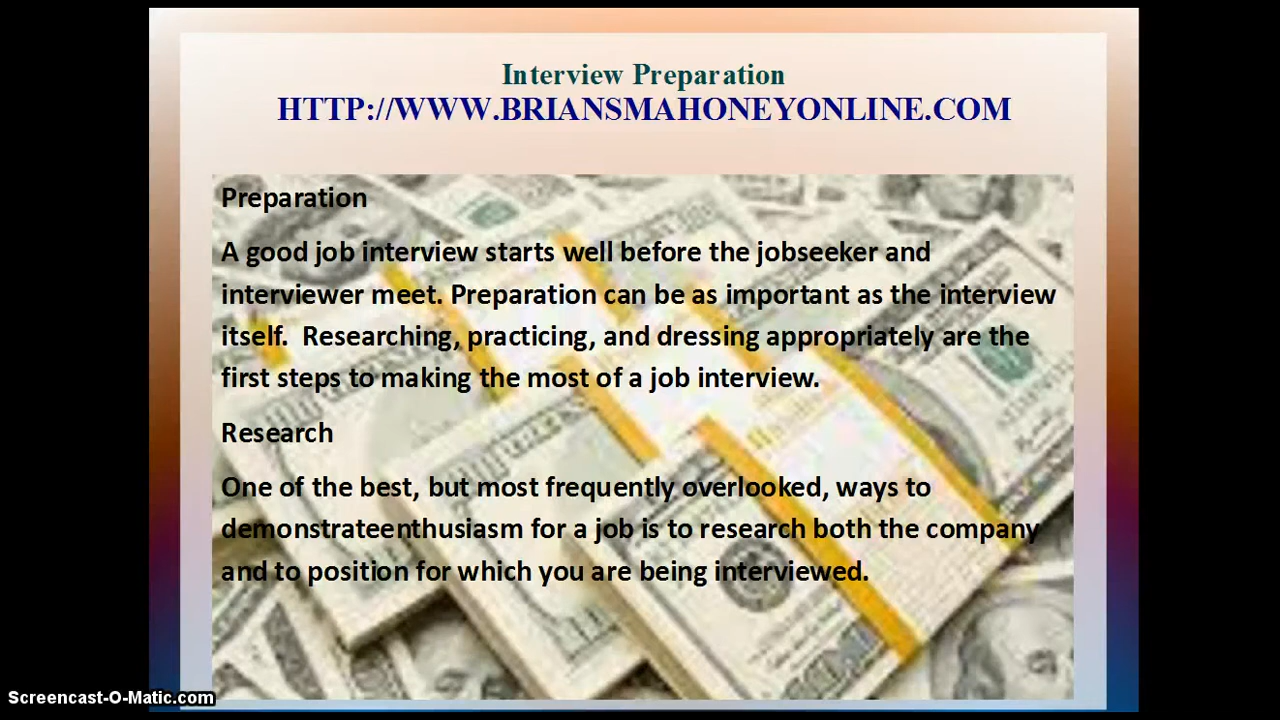 Interview Preparation
HTTP://WWW.BRIANSMAHONEYONLINE.COM
Preparation
A good job interview starts well before the jobseeker and
interviewer meet. Preparation can be as important as the interview
itself.  Researching, practicing, and dressing appropriately are the
first steps to making the most of a job interview.
Research
One of the best, but most frequently overlooked, ways to
demonstrateenthusiasm for a job is to research both the company
and to position for which you are being interviewed.
Screencast-O-Matic.com